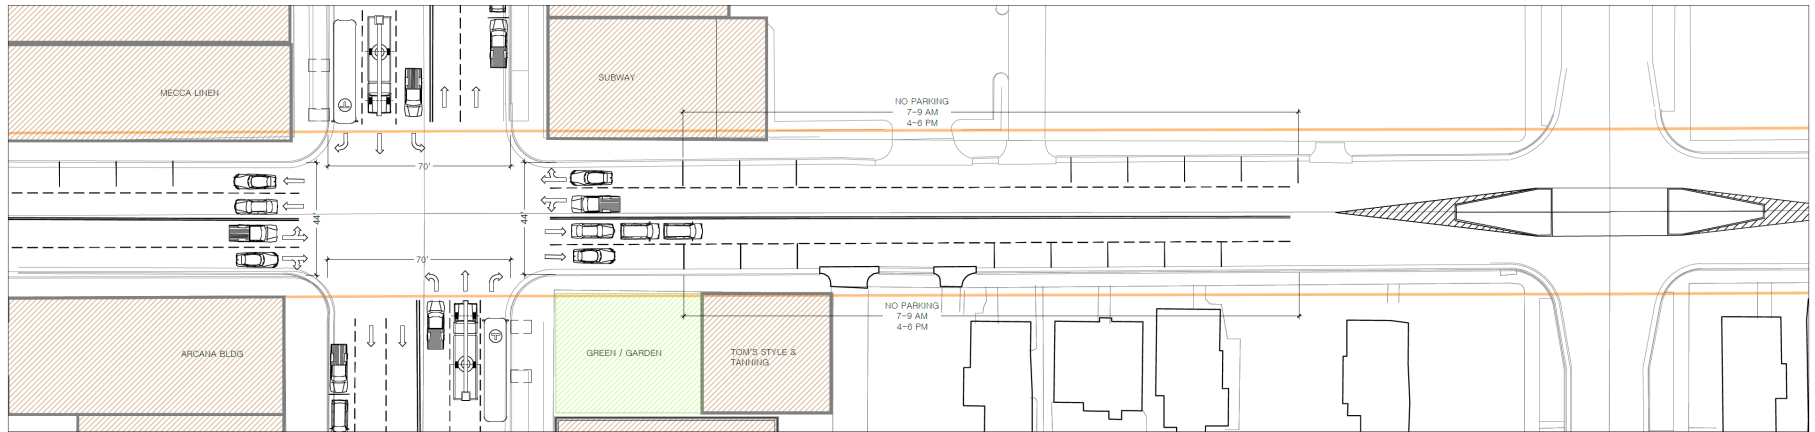 SUBWAY
MECCA LINEN
NO PARKING
7-9 AM
4-6 PM
70'
44'
44'
70'
NO PARKING
7-9 AM
4-6 PM
ARCANA BLDG
GREEN / GARDEN
TOM'S STYLE &
TANNING